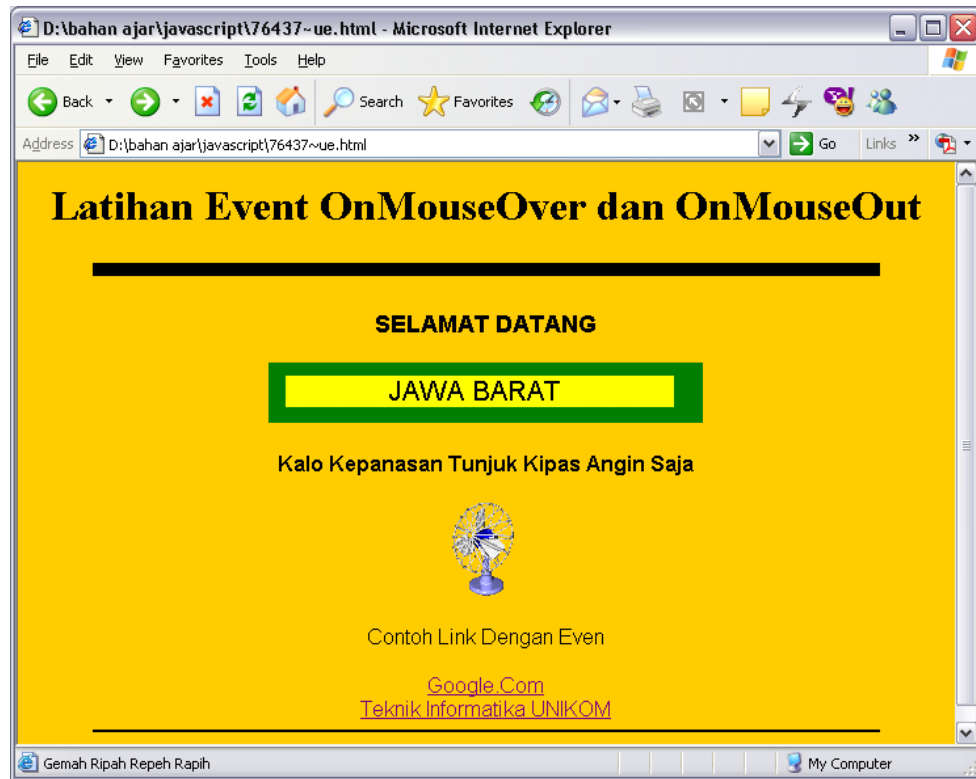 D:\bahan ajar\javascript\76437~ue.html - Microsoft Internet Explorer
File Edit View Favorites Tools Help
Back Search Favorites
Address D:\bahan ajar\javascript\76437~ue.html Go Links »
Latihan Event OnMouseOver dan OnMouseOut
SELAMAT DATANG
JAWA BARAT
Kalo Kepanasan Tunjuk Kipas Angin Saja
Contoh Link Dengan Even
Google.Com
Teknik Informatika UNIKOM
Gemah Ripah Repeh Rapih My Computer